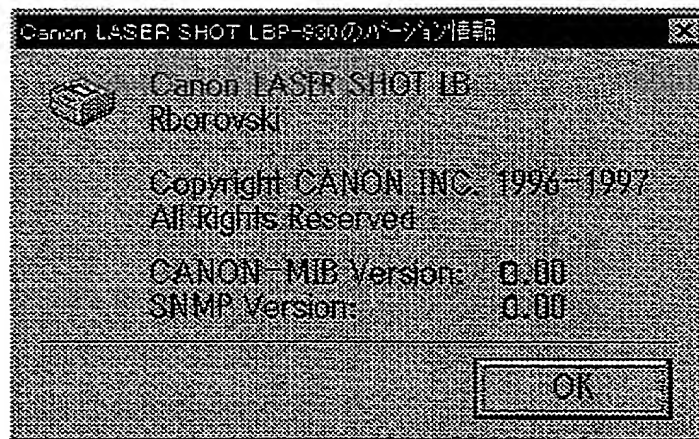 Canon LASER SHOT LBP-930のバージョン情報
Canon LASER SHOT LB
Rborovski
Copyright CANON INC. 1996-1997
All Rights Reserved
CANON-MIB Version: 0.00
SNMP Version: 0.00
OK